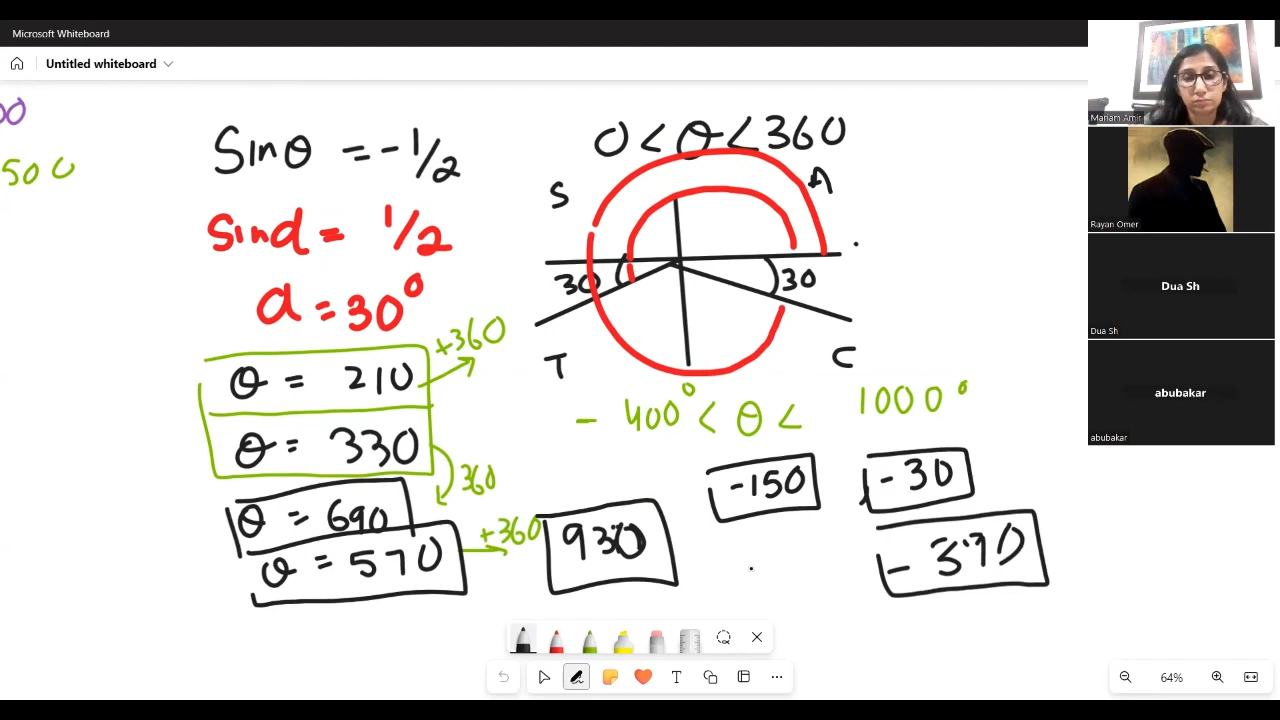 Microsoft Whiteboard
Untitled whiteboard
00
500
Sinθ = -1/2
0 < θ < 360
S
A
Sinα = 1/2
30
30
α = 30°
T
C
+360
θ = 210
- 400° < θ < 1000°
θ = 330
360
-150
-30
θ = 690
+360
930
θ = 570
- 390
64%
Mariam Amir
Rayan Omer
Dua Sh
Dua Sh
abubakar
abubakar